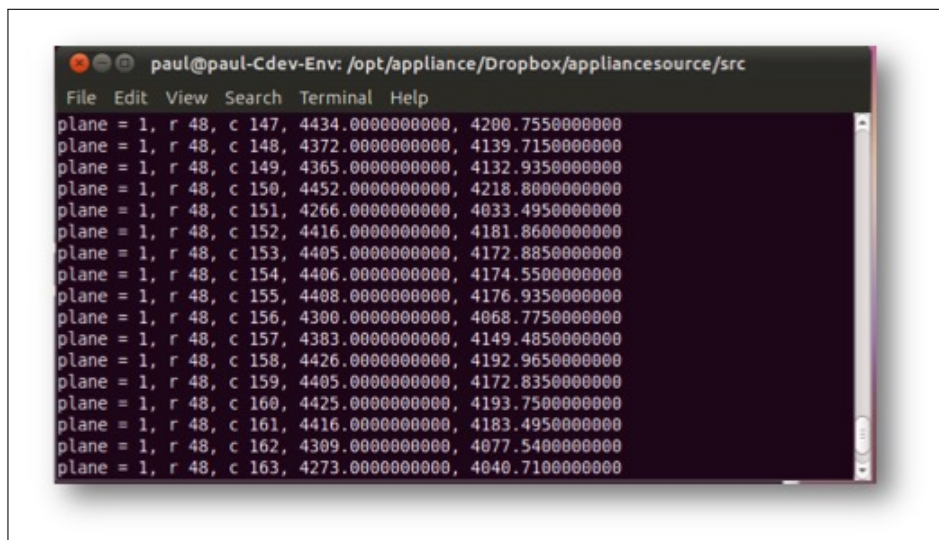 paul@paul-Cdev-Env: /opt/appliance/Dropbox/appliancesource/src
File Edit View Search Terminal Help
plane = 1, r 48, c 147, 4434.0000000000, 4200.7550000000
plane = 1, r 48, c 148, 4372.0000000000, 4139.7150000000
plane = 1, r 48, c 149, 4365.0000000000, 4132.9350000000
plane = 1, r 48, c 150, 4452.0000000000, 4218.8000000000
plane = 1, r 48, c 151, 4266.0000000000, 4033.4950000000
plane = 1, r 48, c 152, 4416.0000000000, 4181.8600000000
plane = 1, r 48, c 153, 4405.0000000000, 4172.8850000000
plane = 1, r 48, c 154, 4406.0000000000, 4174.5500000000
plane = 1, r 48, c 155, 4408.0000000000, 4176.9350000000
plane = 1, r 48, c 156, 4300.0000000000, 4068.7750000000
plane = 1, r 48, c 157, 4383.0000000000, 4149.4850000000
plane = 1, r 48, c 158, 4426.0000000000, 4192.9650000000
plane = 1, r 48, c 159, 4405.0000000000, 4172.8350000000
plane = 1, r 48, c 160, 4425.0000000000, 4193.7500000000
plane = 1, r 48, c 161, 4416.0000000000, 4183.4950000000
plane = 1, r 48, c 162, 4309.0000000000, 4077.5400000000
plane = 1, r 48, c 163, 4273.0000000000, 4040.7100000000